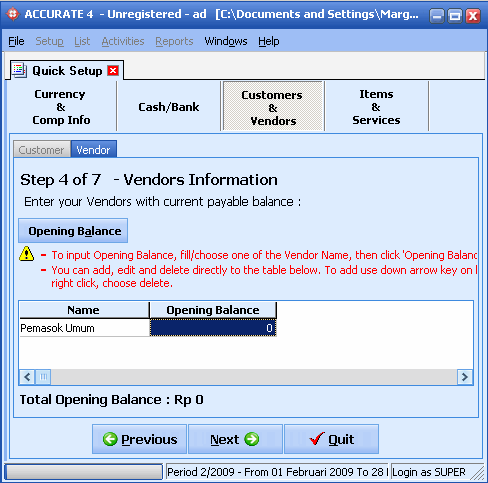 ACCURATE 4 - Unregistered - ad [C:\Documents and Settings\Marg...
File Setup List Activities Reports Windows Help
Quick Setup
Currency
&
Comp Info
Cash/Bank
Customers
&
Vendors
Items
&
Services
Customer Vendor
Step 4 of 7 - Vendors Information
Enter your Vendors with current payable balance :
Opening Balance
- To input Opening Balance, fill/choose one of the Vendor Name, then click 'Opening Balanc
- You can add, edit and delete directly to the table below. To add use down arrow key on
right click, choose delete.
Name Opening Balance
Pemasok Umum 0
Total Opening Balance : Rp 0
Previous Next Quit
Period 2/2009 - From 01 Februari 2009 To 28 Login as SUPER